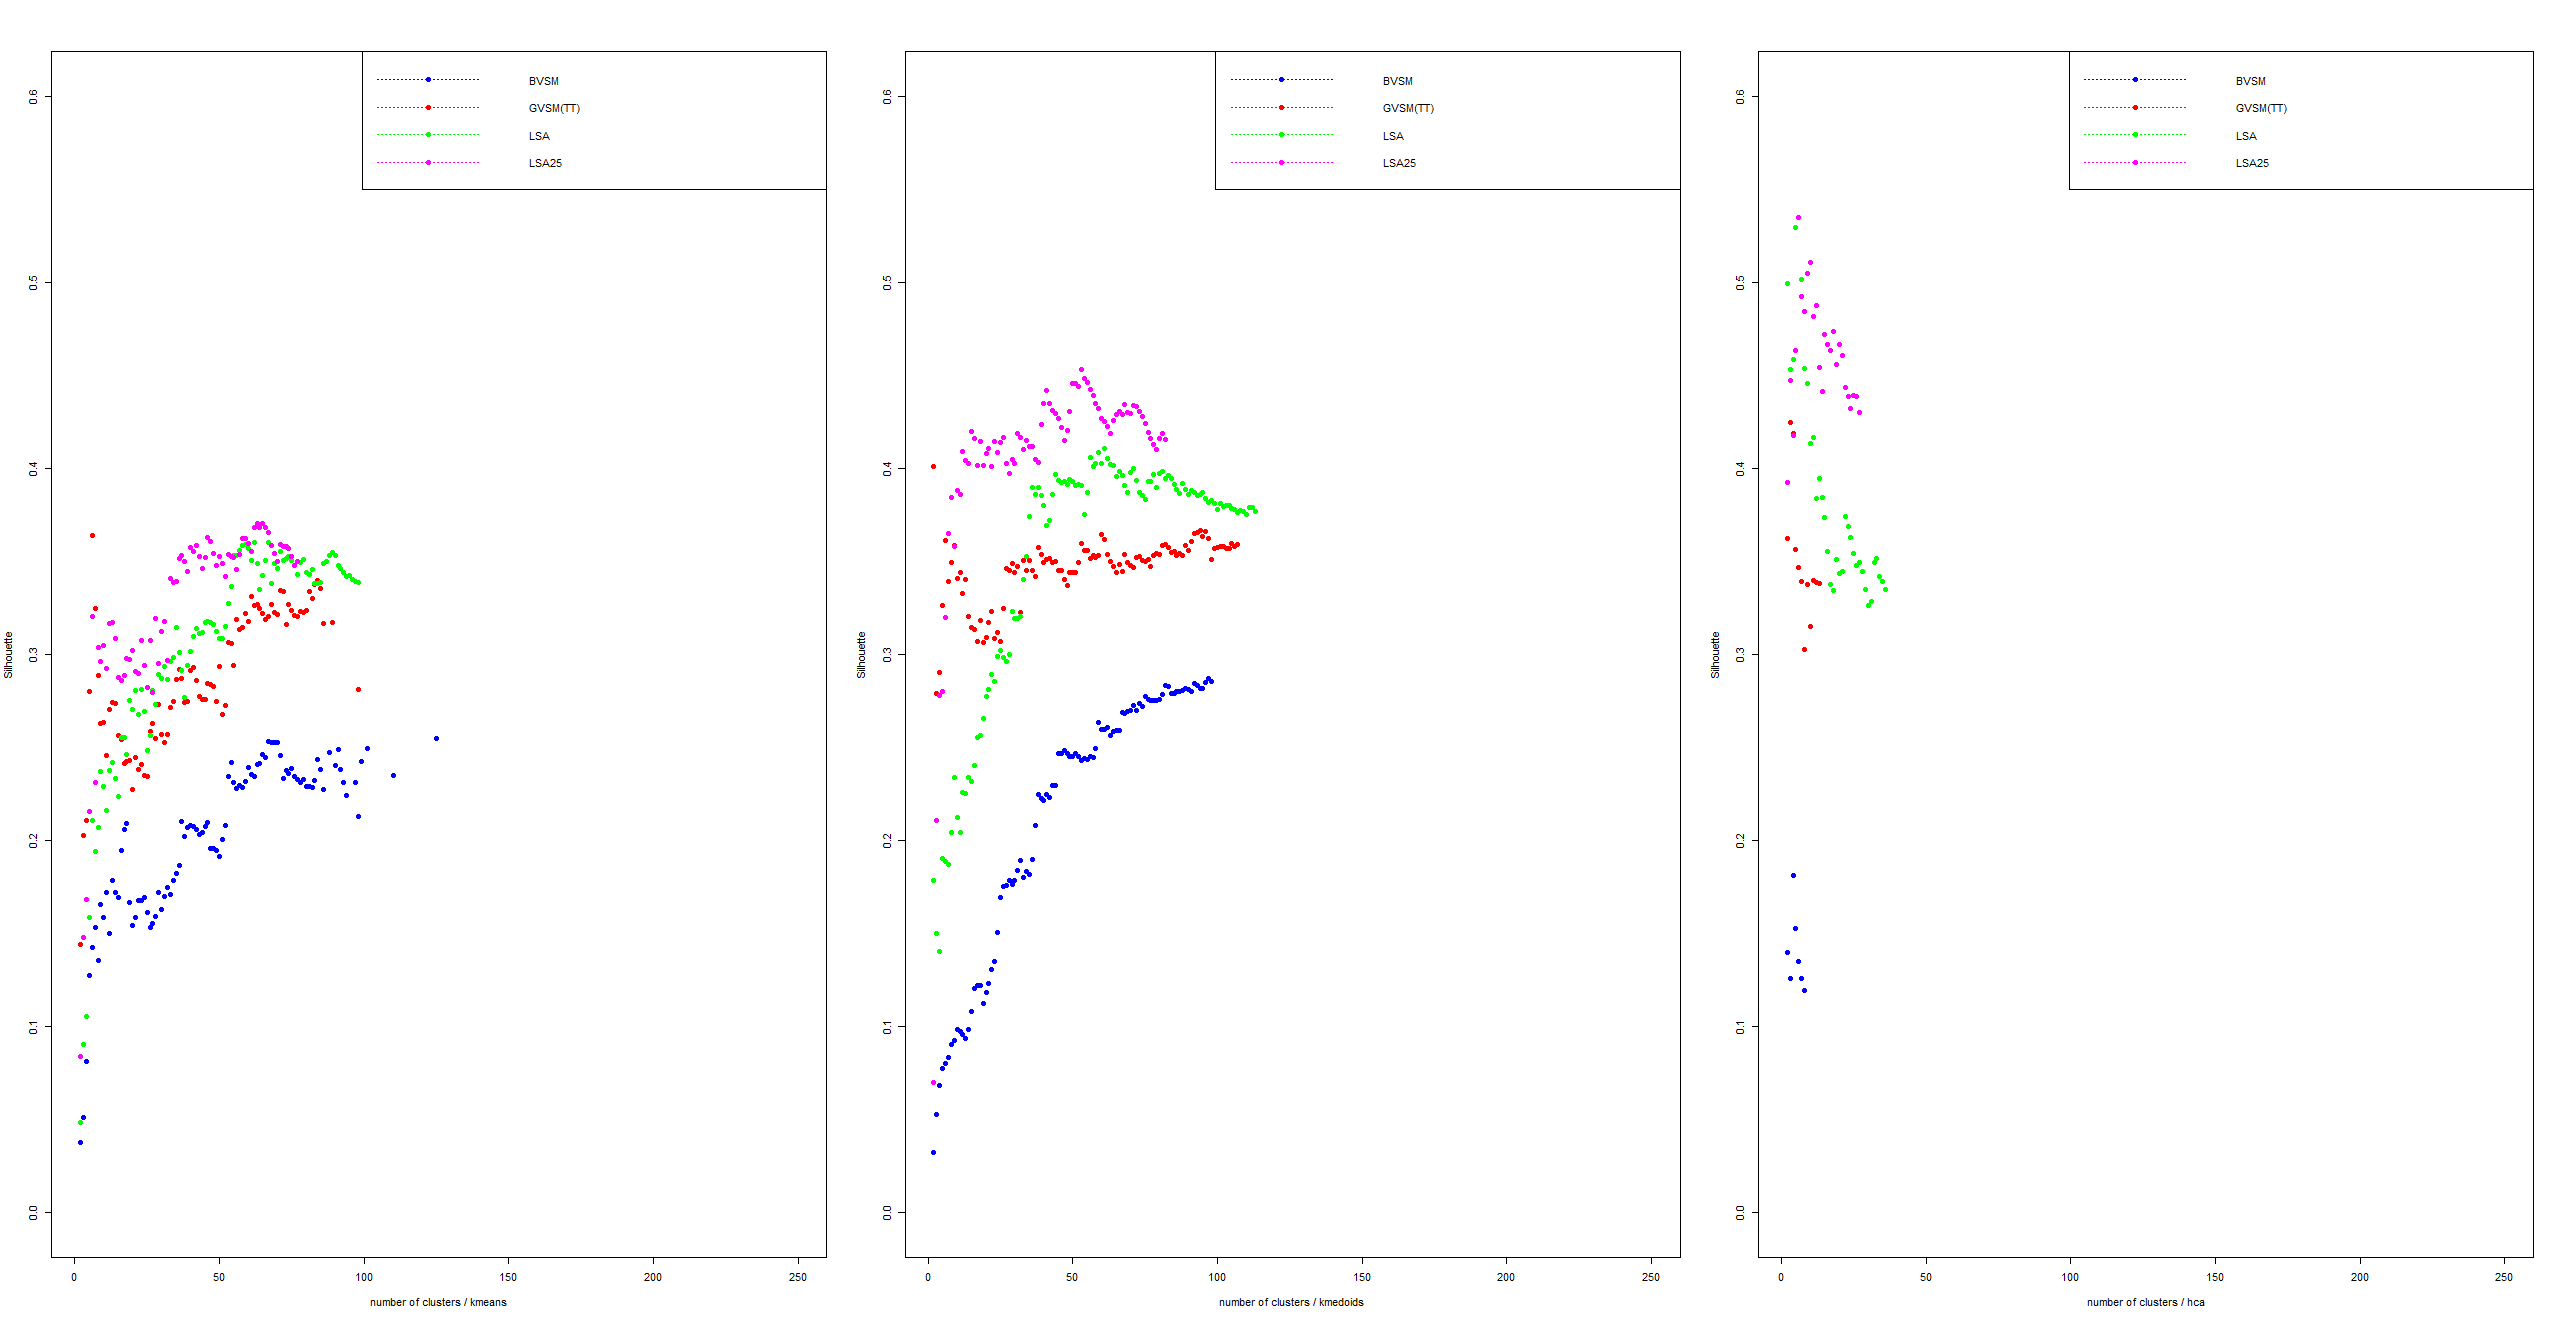 BVSM
GVSM(TT)
LSA
LSA25
0.6
0.5
0.4
0.3
0.2
0.1
0.0
Silhouette
0 50 100 150 200 250
number of clusters / kmeans
BVSM
GVSM(TT)
LSA
LSA25
0.6
0.5
0.4
0.3
0.2
0.1
0.0
Silhouette
0 50 100 150 200 250
number of clusters / kmedoids
BVSM
GVSM(TT)
LSA
LSA25
0.6
0.5
0.4
0.3
0.2
0.1
0.0
Silhouette
0 50 100 150 200 250
number of clusters / hca